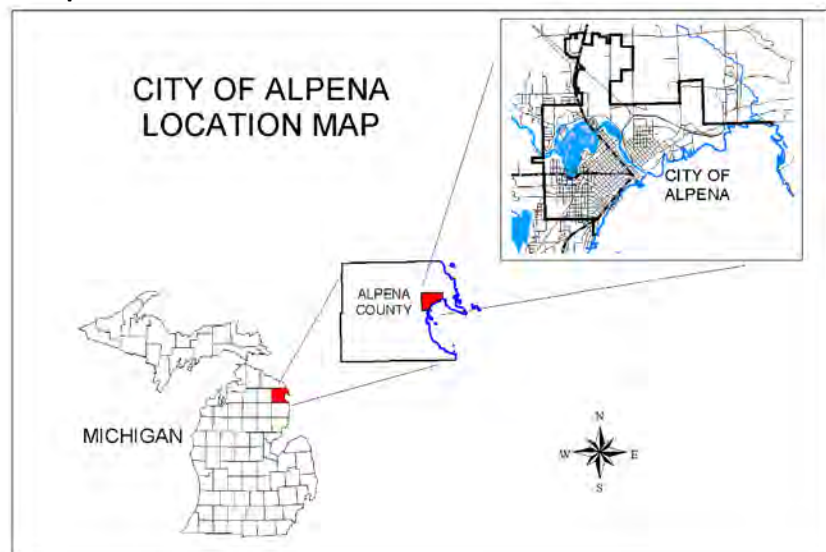 CITY OF ALPENA
LOCATION MAP
CITY OF
ALPENA
ALPENA
COUNTY
MICHIGAN
N
W
E
S